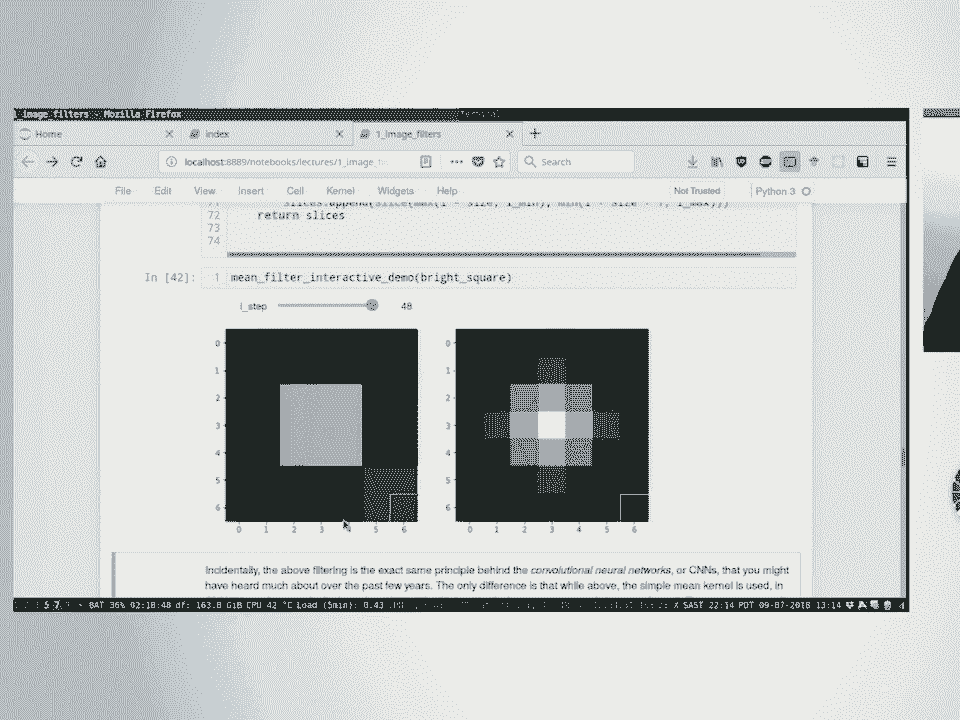 1_image_filters - Mozilla Firefox
Home
index
1_image_filters
localhost:8889/notebooks/lectures/1_image_fi
Search
File Edit View Insert Cell Kernel Widgets Help
Not Trusted
Python 3
71 slices.append(slice(max(i - size, i_min), min(i + size + 1, i_max)))
72 return slices
73
74
In [42]: 1 mean_filter_interactive_demo(bright_square)
i_step 48
0
1
2
3
4
5
6
0 1 2 3 4 5 6
0
1
2
3
4
5
6
0 1 2 3 4 5 6
Incidentally, the above filtering is the exact same principle behind the convolutional neural networks, or CNNs, that you might
have heard much about over the past few years. The only difference is that while above, the simple mean kernel is used, in
BAT 36% 02:18:48 df: 163.8 GiB CPU 42 °C Load (5min): 0.43
SAST 22:14 PDT 09-07-2018 13:14